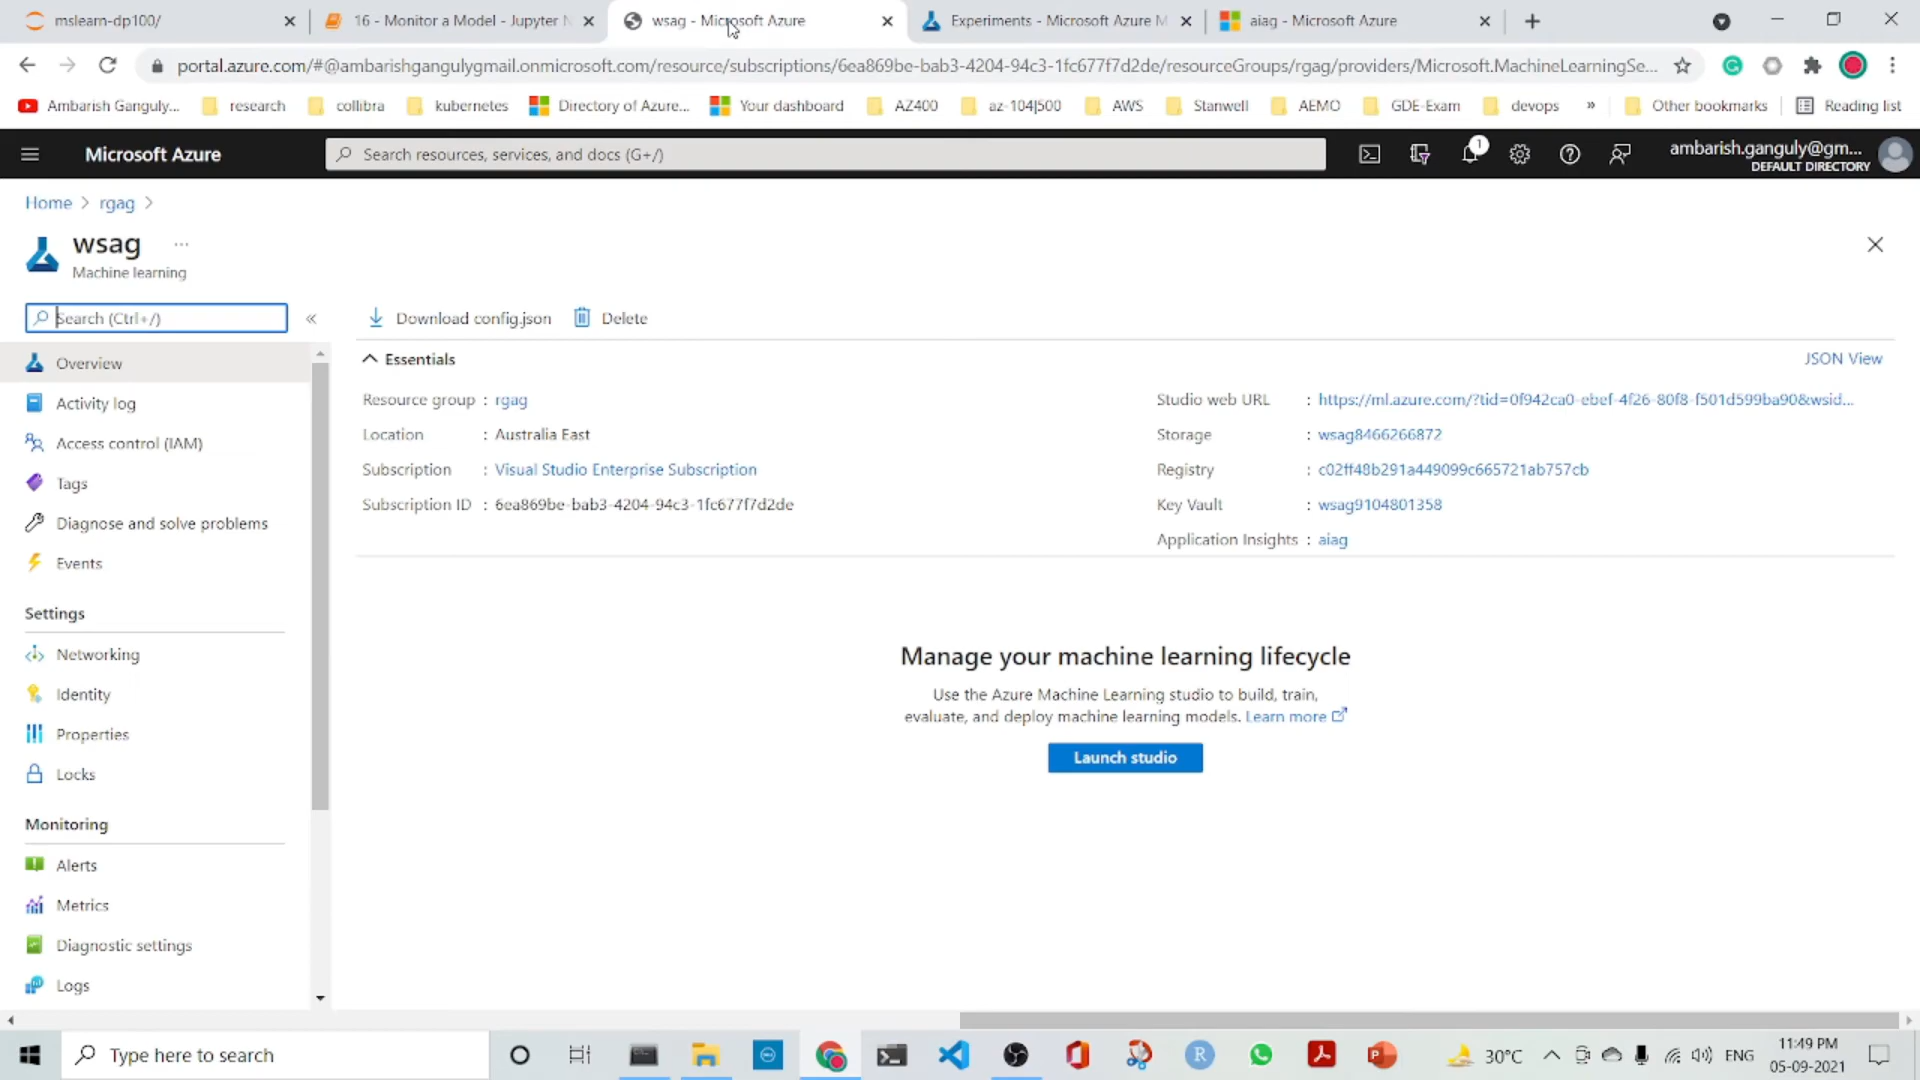 mslearn-dp100/
16 - Monitor a Model - Jupyter N
wsag - Microsoft Azure
Experiments - Microsoft Azure M
aiag - Microsoft Azure
portal.azure.com/#@ambarishgangulygmail.onmicrosoft.com/resource/subscriptions/6ea869be-bab3-4204-94c3-1fc677f7d2de/resourceGroups/rgag/providers/Microsoft.MachineLearningSe...
Ambarish Ganguly... research collibra kubernetes Directory of Azure... Your dashboard AZ400 az-104|500 AWS Stanwell AEMO GDE-Exam devops » Other bookmarks Reading list
Microsoft Azure
Search resources, services, and docs (G+/)
1
ambarish.ganguly@gm...
DEFAULT DIRECTORY
Home > rgag >
wsag ...
Machine learning
Search (Ctrl+/)
«
Download config.json
Delete
Overview
Activity log
Access control (IAM)
Tags
Diagnose and solve problems
Events
Settings
Networking
Identity
Properties
Locks
Monitoring
Alerts
Metrics
Diagnostic settings
Logs
Essentials
JSON View
Resource group : rgag
Location : Australia East
Subscription : Visual Studio Enterprise Subscription
Subscription ID : 6ea869be-bab3-4204-94c3-1fc677f7d2de
Studio web URL : https://ml.azure.com/?tid=0f942ca0-ebef-4f26-80f8-f501d599ba90&wsid...
Storage : wsag8466266872
Registry : c02ff48b291a449099c665721ab757cb
Key Vault : wsag9104801358
Application Insights : aiag
Manage your machine learning lifecycle
Use the Azure Machine Learning studio to build, train,
evaluate, and deploy machine learning models. Learn more
Launch studio
Type here to search
30°C
ENG
11:49 PM
05-09-2021